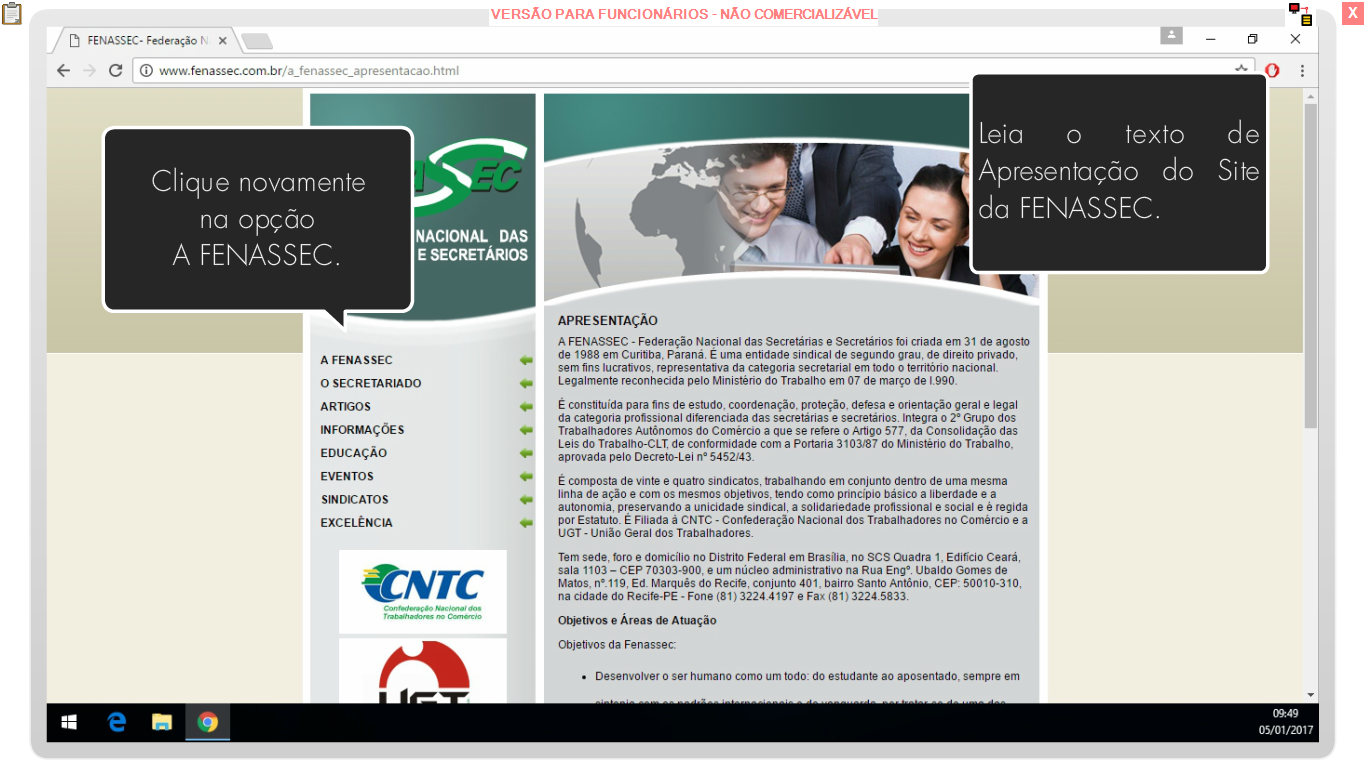 VERSÃO PARA FUNCIONÁRIOS - NÃO COMERCIALIZÁVEL
X
FENASSEC- Federação N
www.fenassec.com.br/a_fenassec_apresentacao.html
Clique novamente
na opção
A FENASSEC.
Leia o texto de
Apresentação do Site
da FENASSEC.
ASSEC
NACIONAL DAS
E SECRETÁRIOS
A FENASSEC
O SECRETARIADO
ARTIGOS
INFORMAÇÕES
EDUCAÇÃO
EVENTOS
SINDICATOS
EXCELÊNCIA
CNTC
Confederação Nacional dos
Trabalhadores no Comércio
UGT
APRESENTAÇÃO
A FENASSEC - Federação Nacional das Secretárias e Secretários foi criada em 31 de agosto
de 1988 em Curitiba, Paraná. É uma entidade sindical de segundo grau, de direito privado,
sem fins lucrativos, representativa da categoria secretarial em todo o território nacional.
Legalmente reconhecida pelo Ministério do Trabalho em 07 de março de l.990.
É constituída para fins de estudo, coordenação, proteção, defesa e orientação geral e legal
da categoria profissional diferenciada das secretárias e secretários. Integra o 2º Grupo dos
Trabalhadores Autônomos do Comércio a que se refere o Artigo 577, da Consolidação das
Leis do Trabalho-CLT, de conformidade com a Portaria 3103/87 do Ministério do Trabalho,
aprovada pelo Decreto-Lei nº 5452/43.
É composta de vinte e quatro sindicatos, trabalhando em conjunto dentro de uma mesma
linha de ação e com os mesmos objetivos, tendo como princípio básico a liberdade e a
autonomia, preservando a unicidade sindical, a solidariedade profissional e social e é regida
por Estatuto. É Filiada à CNTC - Confederação Nacional dos Trabalhadores no Comércio e a
UGT - União Geral dos Trabalhadores.
Tem sede, foro e domicílio no Distrito Federal em Brasília, no SCS Quadra 1, Edifício Ceará,
sala 1103 – CEP 70303-900, e um núcleo administrativo na Rua Engº. Ubaldo Gomes de
Matos, nº.119, Ed. Marquês do Recife, conjunto 401, bairro Santo Antônio, CEP: 50010-310,
na cidade do Recife-PE - Fone (81) 3224.4197 e Fax (81) 3224.5833.
Objetivos e Áreas de Atuação
Objetivos da Fenassec:
• Desenvolver o ser humano como um todo: do estudante ao aposentado, sempre em
09:49
05/01/2017